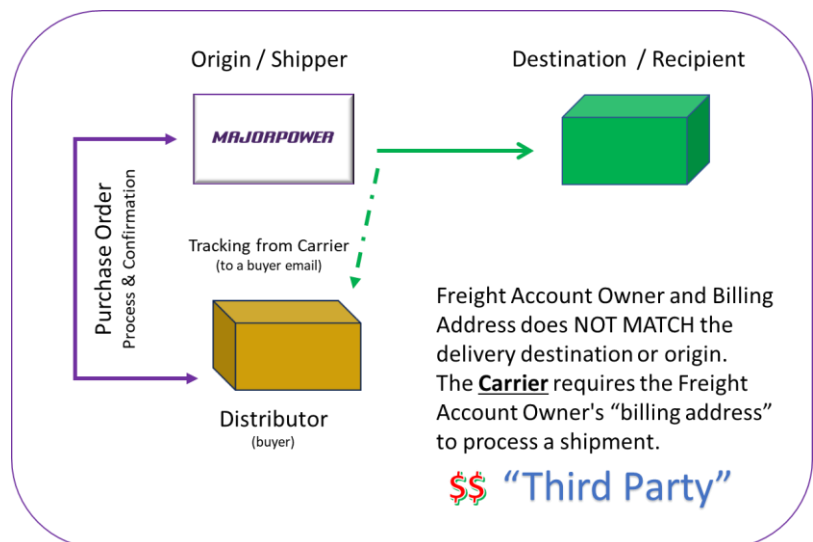 Origin / Shipper
Destination / Recipient
MAJORPOWER
Purchase Order
Process & Confirmation
Tracking from Carrier
(to a buyer email)
Distributor
(buyer)
Freight Account Owner and Billing
Address does NOT MATCH the
delivery destination or origin.
The Carrier requires the Freight
Account Owner's “billing address”
to process a shipment.
$$ “Third Party”